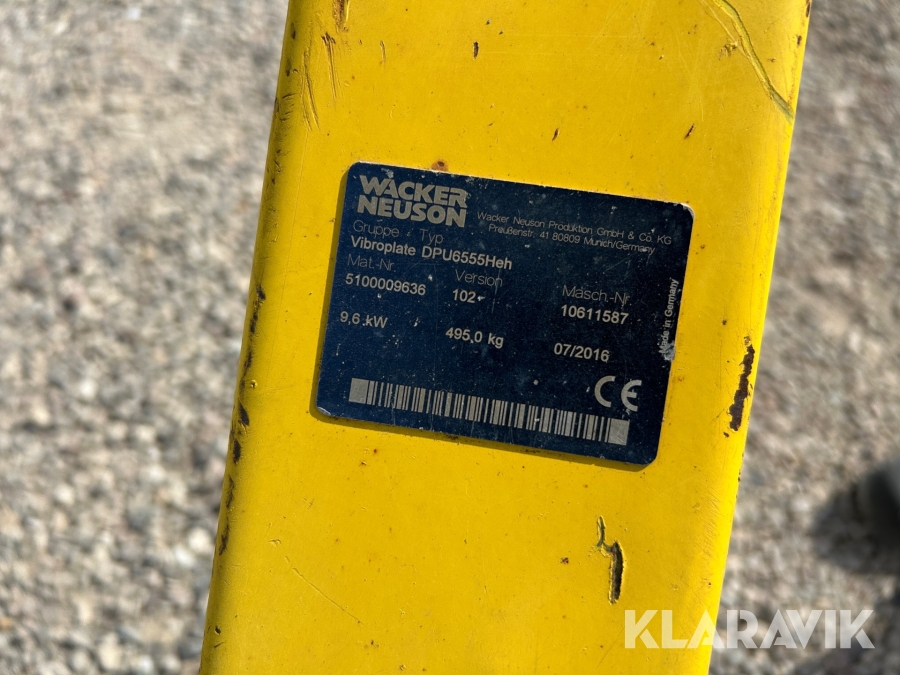 WACKER
NEUSON
Wacker Neuson Produktion GmbH & Co. KG
Preußenstr. 41 80809 Munich/Germany
Gruppe Typ
Vibroplate DPU6555Heh
Mat.-Nr. Version Masch.-Nr.
5100009636 102 10611587
9,6 kW 495,0 kg 07/2016
Made in Germany
CE
KLARAVIK